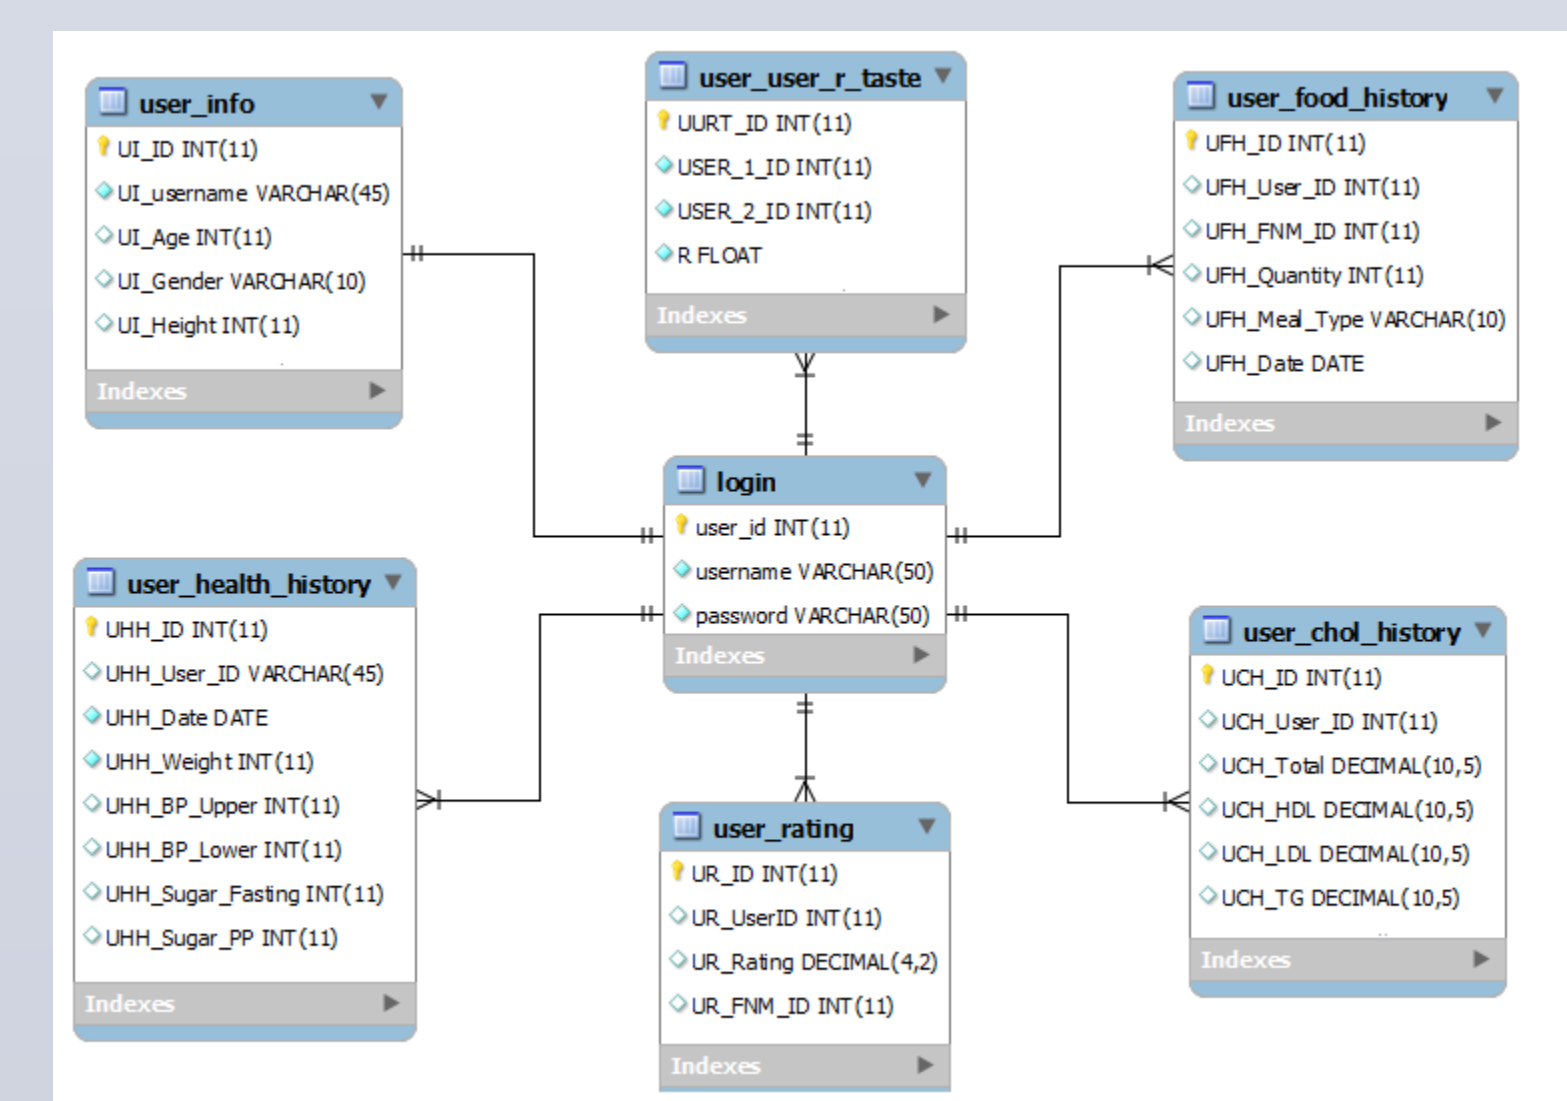 user_info
UI_ID INT(11)
UI_username VARCHAR(45)
UI_Age INT(11)
UI_Gender VARCHAR(10)
UI_Height INT(11)
Indexes
user_user_r_taste
UURT_ID INT(11)
USER_1_ID INT(11)
USER_2_ID INT(11)
R FLOAT
Indexes
user_food_history
UFH_ID INT(11)
UFH_User_ID INT(11)
UFH_FNM_ID INT(11)
UFH_Quantity INT(11)
UFH_Meal_Type VARCHAR(10)
UFH_Date DATE
Indexes
login
user_id INT(11)
username VARCHAR(50)
password VARCHAR(50)
Indexes
user_health_history
UHH_ID INT(11)
UHH_User_ID VARCHAR(45)
UHH_Date DATE
UHH_Weight INT(11)
UHH_BP_Upper INT(11)
UHH_BP_Lower INT(11)
UHH_Sugar_Fasting INT(11)
UHH_Sugar_PP INT(11)
Indexes
user_rating
UR_ID INT(11)
UR_UserID INT(11)
UR_Rating DECIMAL(4,2)
UR_FNM_ID INT(11)
Indexes
user_chol_history
UCH_ID INT(11)
UCH_User_ID INT(11)
UCH_Total DECIMAL(10,5)
UCH_HDL DECIMAL(10,5)
UCH_LDL DECIMAL(10,5)
UCH_TG DECIMAL(10,5)
Indexes